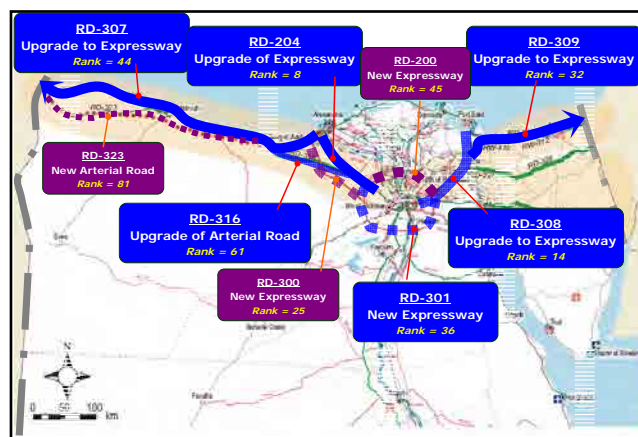 RD-307
Upgrade to Expressway
Rank = 44
RD-204
Upgrade of Expressway
Rank = 8
RD-200
New Expressway
Rank = 45
RD-309
Upgrade to Expressway
Rank = 32
RD-323
New Arterial Road
Rank = 81
RD-316
Upgrade of Arterial Road
Rank = 61
RD-300
New Expressway
Rank = 25
RD-301
New Expressway
Rank = 36
RD-308
Upgrade to Expressway
Rank = 14
N
0 50 100
km